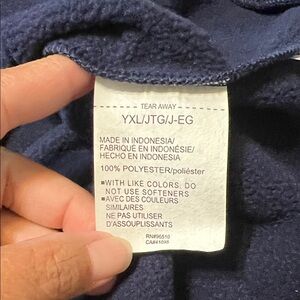 TEAR AWAY
YXL/JTG/J-EG
MADE IN INDONESIA/
FABRIQUÉ EN INDONÉSIE/
HECHO EN INDONESIA
100% POLYESTER/poliéster
■WITH LIKE COLORS, DO
NOT USE SOFTENERS
■AVEC DES COULEURS
SIMILAIRES
NE PAS UTILISER
D'ASSOUPLISSANTS